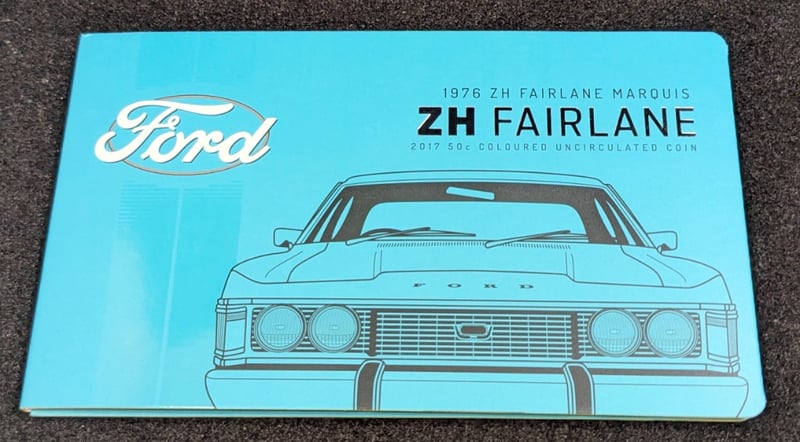 Ford
1976 ZH FAIRLANE MARQUIS
ZH FAIRLANE
2017 50c COLOURED UNCIRCULATED COIN
FORD